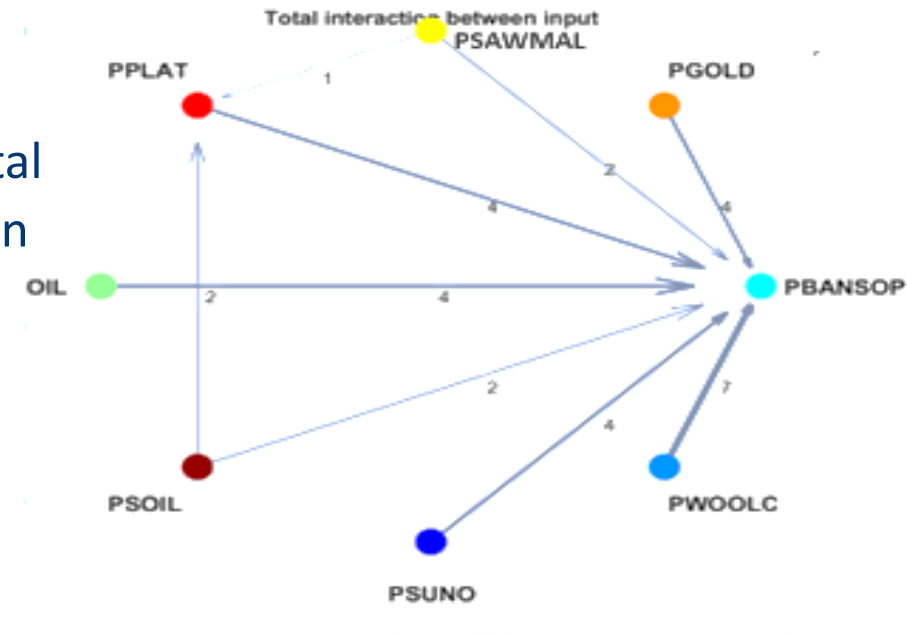 Total interaction between input
PSAWMAL
PPLAT
PGOLD
1
tal
2
n
4
4
OIL
PBANSOP
2
4
2
7
4
PSOIL
PWOOLC
PSUNO